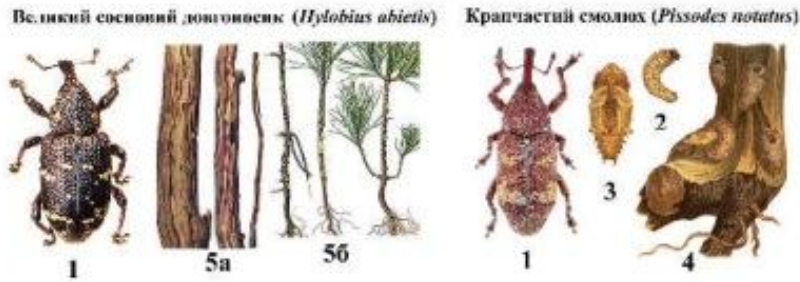 Великий сосновий довгоносик (Hylobius abietis)
Крапчастий смолюх (Pissodes notatus)
1
5а
5б
1
3
2
4